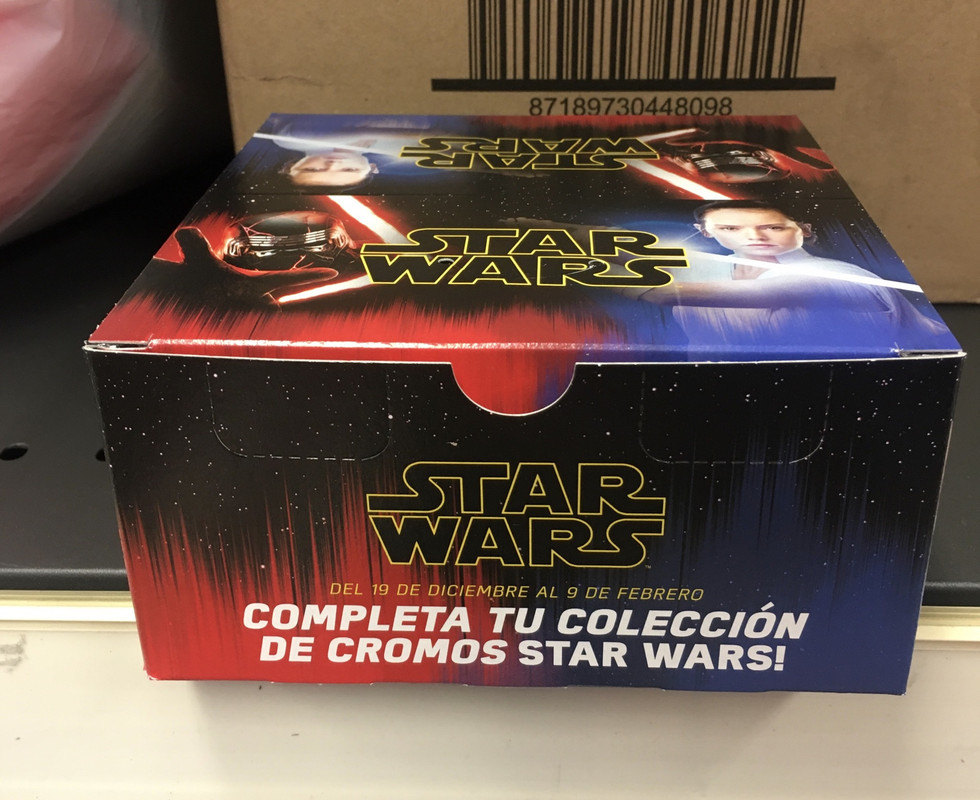 87189730448098
STAR
WARS
STAR
WARS
STAR
WARS
DEL 19 DE DICIEMBRE AL 9 DE FEBRERO
COMPLETA TU COLECCIÓN
DE CROMOS STAR WARS!